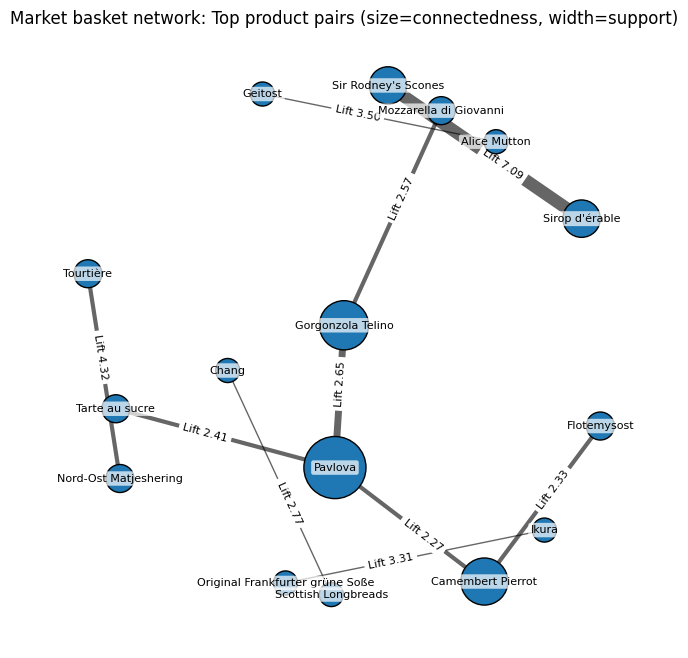 Market basket network: Top product pairs (size=connectedness, width=support)
Sir Rodney's Scones
Geitost
Lift 3.50
Mozzarella di Giovanni
Alice Mutton
Lift 7.09
Lift 2.57
Sirop d'érable
Tourtière
Gorgonzola Telino
Lift 4.32
Chang
Lift 2.65
Tarte au sucre
Lift 2.41
Flotemysost
Pavlova
Nord-Ost Matjeshering
Lift 2.33
Lift 2.77
Lift 2.27
Ikura
Lift 3.31
Original Frankfurter grüne Soße
Camembert Pierrot
Scottish Longbreads